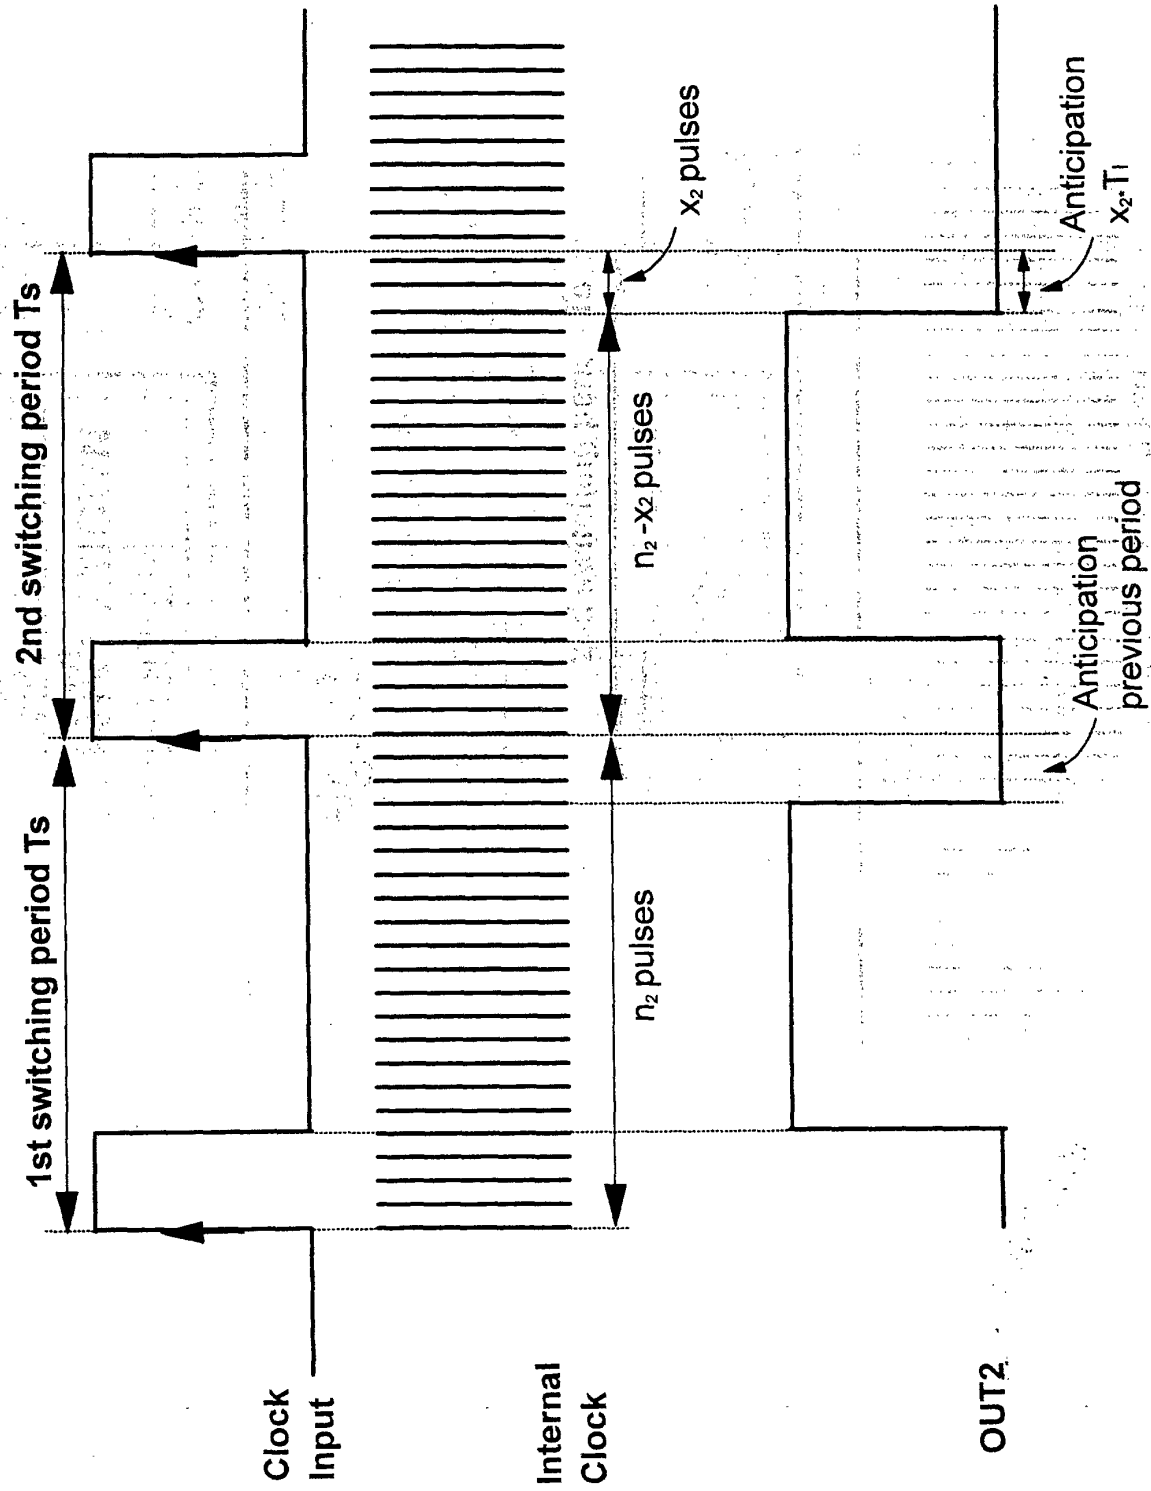 1st switching period Ts
2nd switching period Ts
Clock
Input
Internal
Clock
n₂ pulses
n₂ -x₂ pulses
x₂ pulses
OUT2
Anticipation
previous period
Anticipation
x₂*Tı